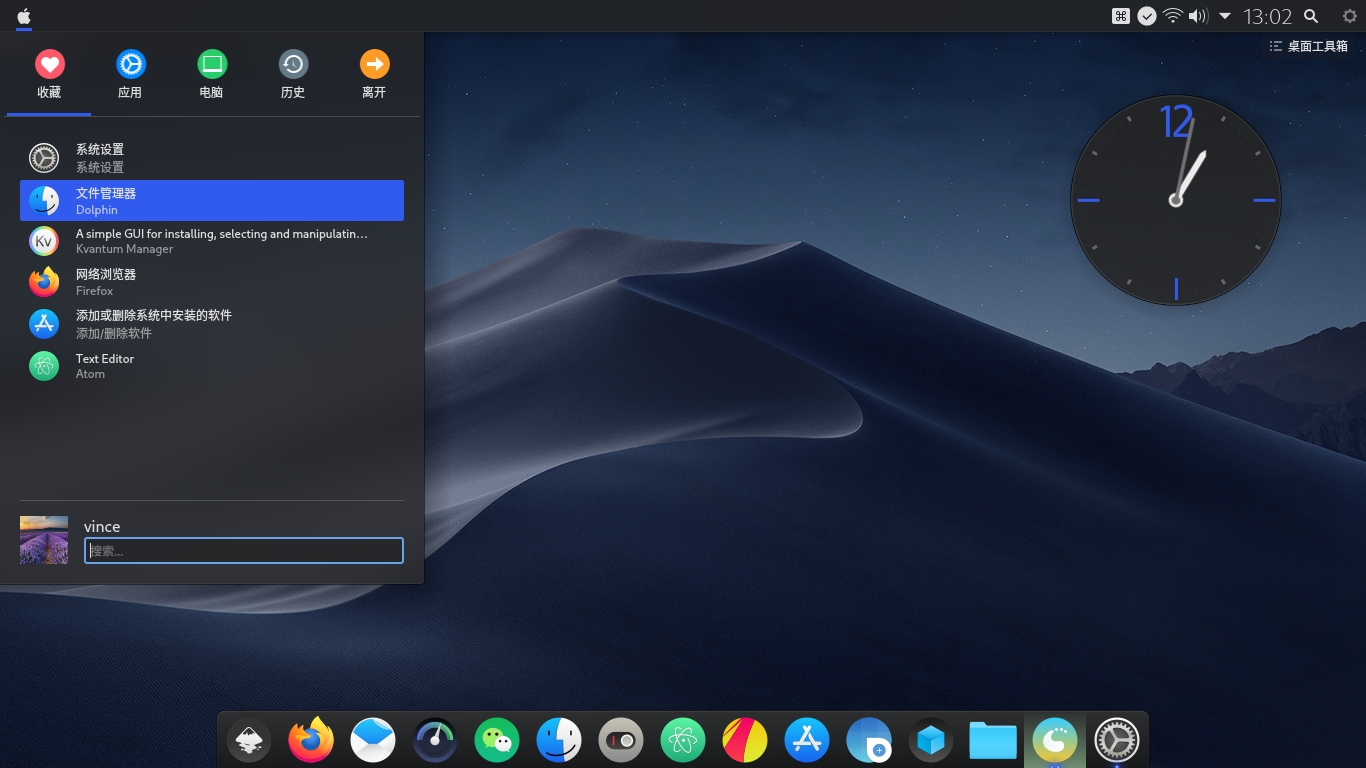 13:02
桌面工具箱
收藏
应用
电脑
历史
离开
系统设置
系统设置
文件管理器
Dolphin
Kv
A simple GUI for installing, selecting and manipulatin...
Kvantum Manager
网络浏览器
Firefox
添加或删除系统中安装的软件
添加/删除软件
Text Editor
Atom
vince
搜索...
12